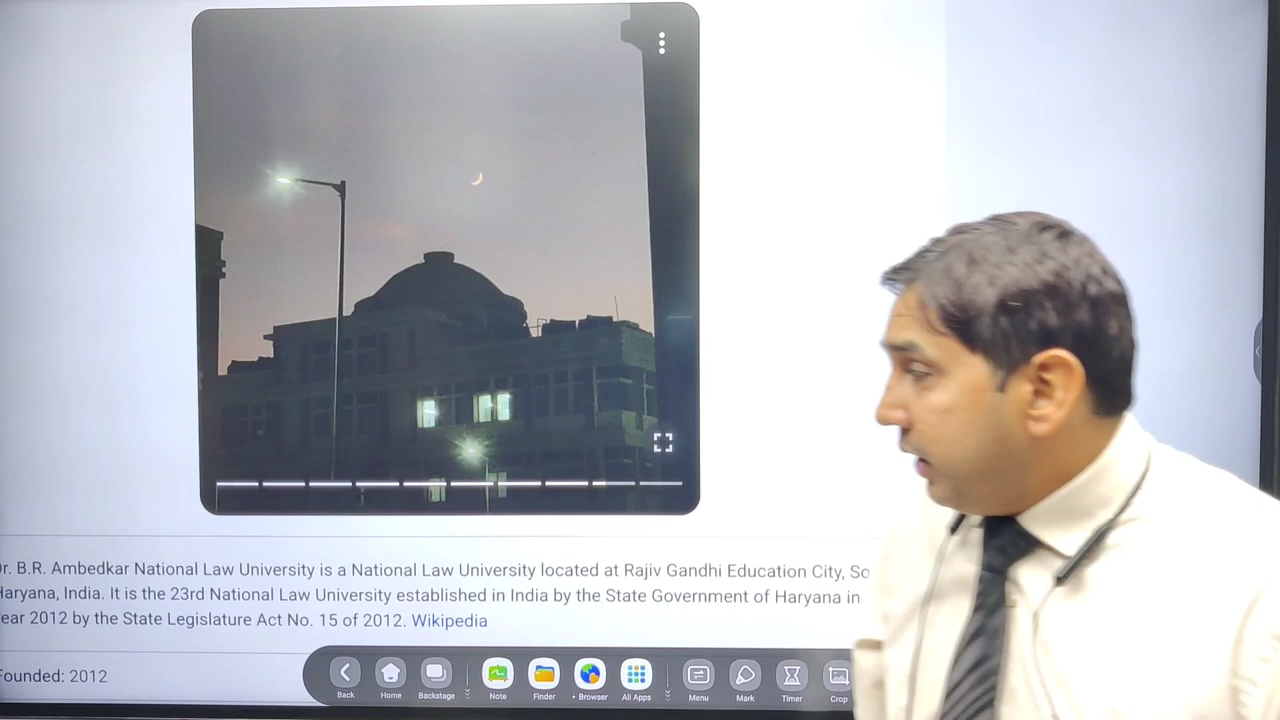 r. B.R. Ambedkar National Law University is a National Law University located at Rajiv Gandhi Education City, So
Haryana, India. It is the 23rd National Law University established in India by the State Government of Haryana in
ear 2012 by the State Legislature Act No. 15 of 2012. Wikipedia
Founded: 2012
Back Home Backstage Note Finder Browser All Apps Menu Mark Timer Crop